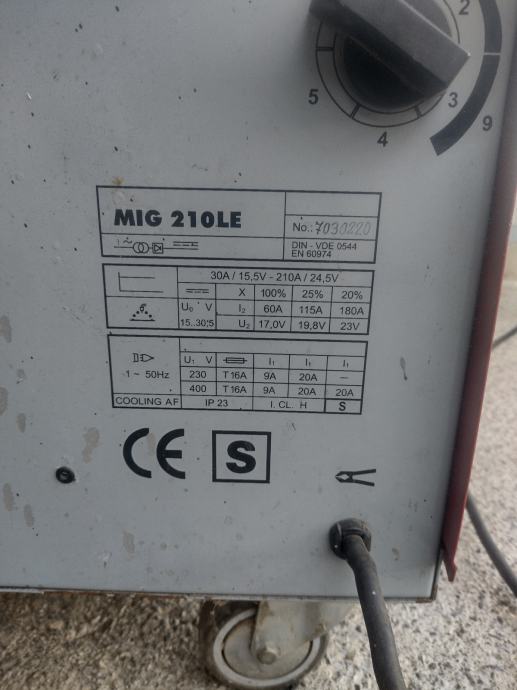 2
3
5
4
9
MIG 210LE
No.: 7030220
1~
DIN - VDE 0544
EN 60974
30A / 15,5V - 210A / 24,5V
X 100% 25% 20%
U₀ V I₂ 60A 115A 180A
15..30,5 U₂ 17,0V 19,8V 23V
U₁ V I₁ I₁ I₁
1 ~ 50Hz 230 T16A 9A 20A —
400 T16A 9A 20A 20A
COOLING AF IP 23 I. CL. H S
CE S